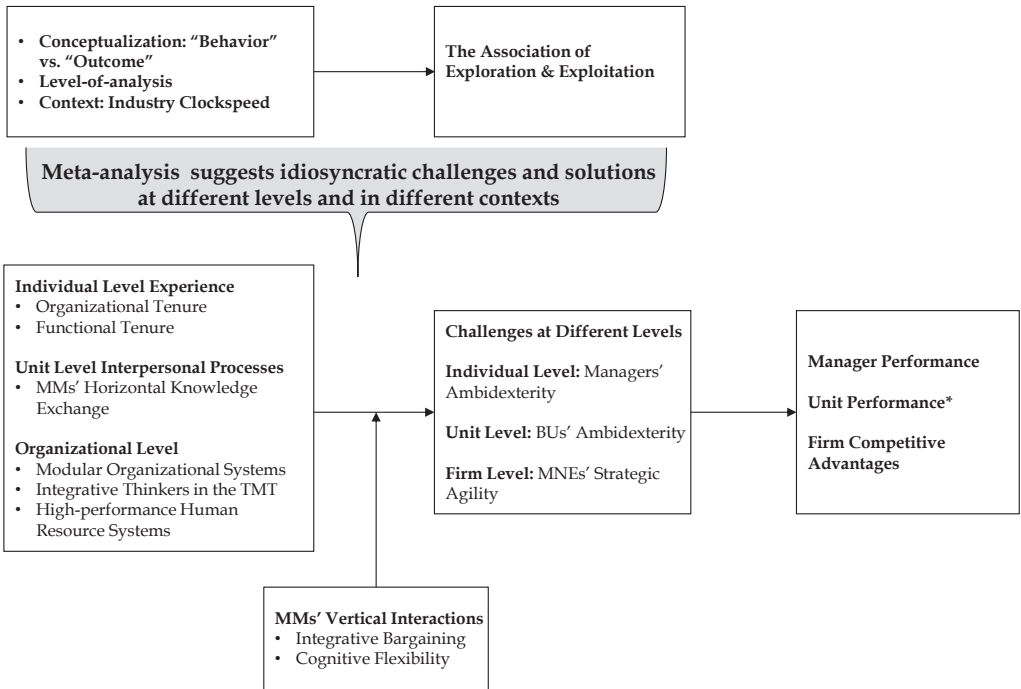 • Conceptualization: “Behavior”
vs. “Outcome”
• Level-of-analysis
• Context: Industry Clockspeed
The Association of
Exploration & Exploitation
Meta-analysis suggests idiosyncratic challenges and solutions
at different levels and in different contexts
Individual Level Experience
• Organizational Tenure
• Functional Tenure
Unit Level Interpersonal Processes
• MMs’ Horizontal Knowledge
Exchange
Organizational Level
• Modular Organizational Systems
• Integrative Thinkers in the TMT
• High-performance Human
Resource Systems
Challenges at Different Levels
Individual Level: Managers’
Ambidexterity
Unit Level: BUs’ Ambidexterity
Firm Level: MNEs’ Strategic
Agility
Manager Performance
Unit Performance*
Firm Competitive
Advantages
MMs’ Vertical Interactions
• Integrative Bargaining
• Cognitive Flexibility